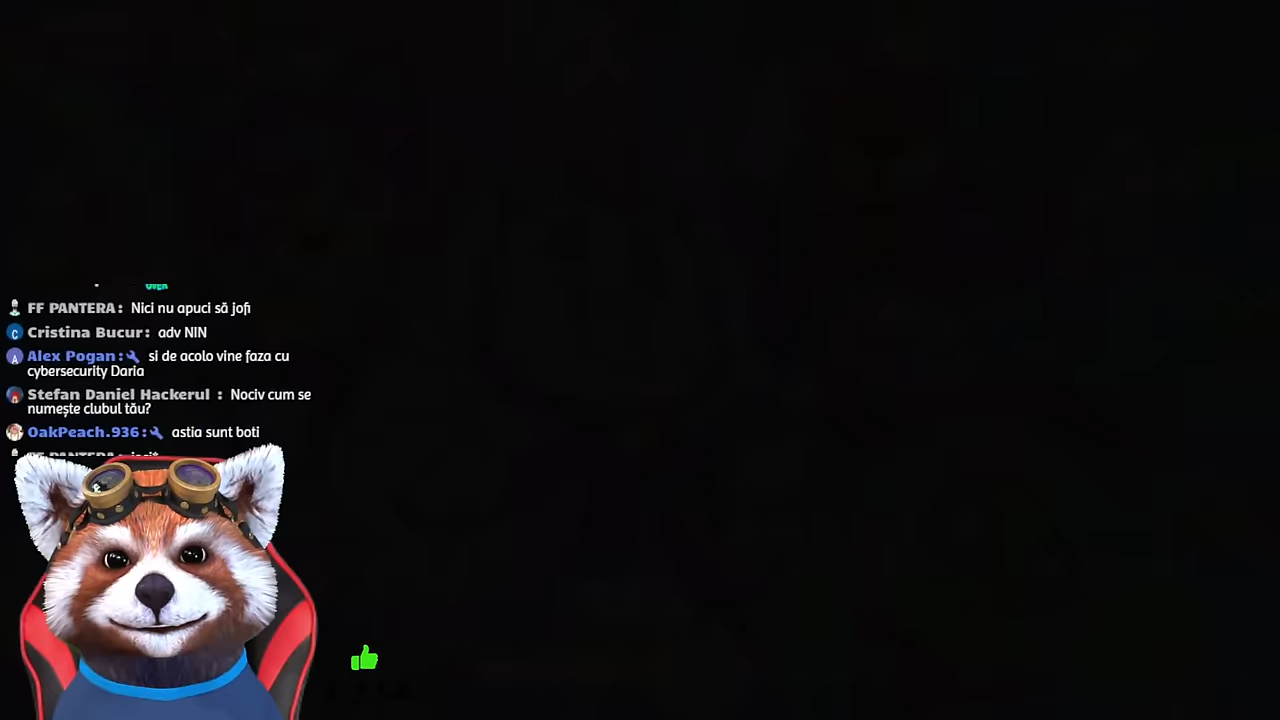 FF PANTERA: Nici nu apuci să jofi
Cristina Bucur: adv NIN
Alex Pogan: si de acolo vine faza cu
cybersecurity Daria
Stefan Daniel Hackerul : Nociv cum se
numește clubul tău?
OakPeach.936: astia sunt boti